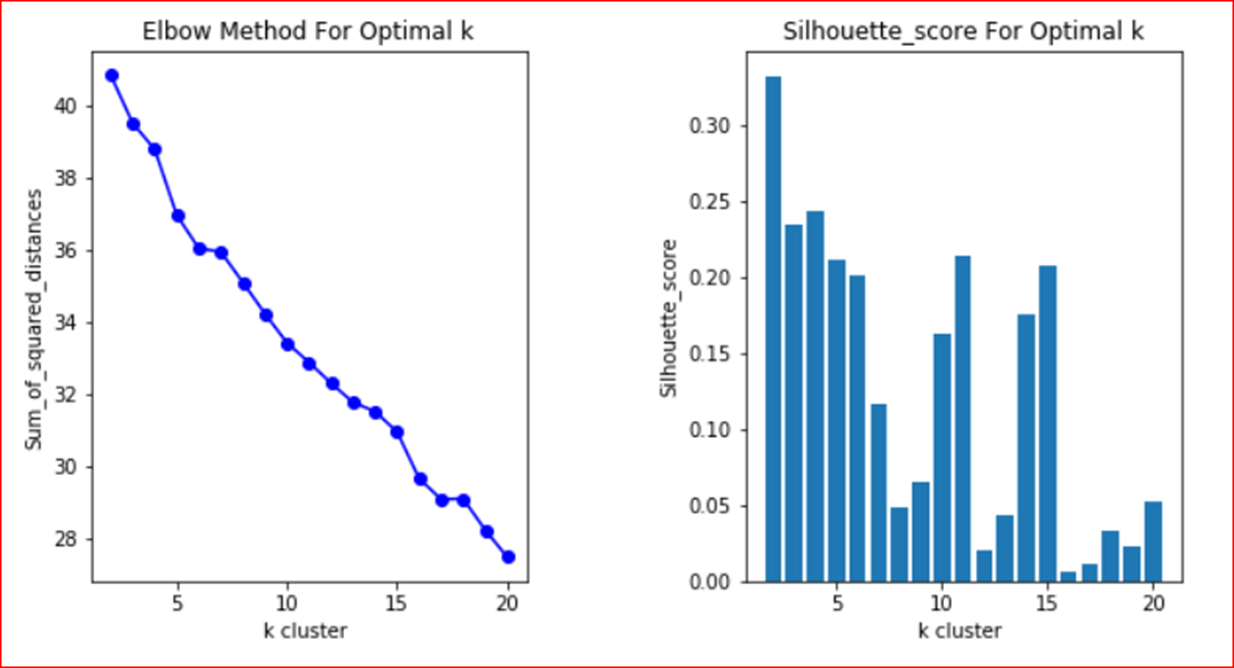 Elbow Method For Optimal k
Sum_of_squared_distances
40
38
36
34
32
30
28
5 10 15 20
k cluster
Silhouette_score For Optimal k
Silhouette_score
0.30
0.25
0.20
0.15
0.10
0.05
0.00
5 10 15 20
k cluster